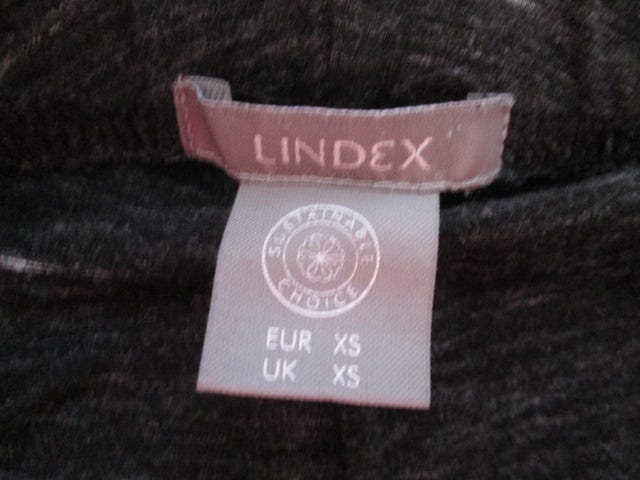 LINDEX
SUSTAINABLE
CHOICE
EUR XS
UK XS